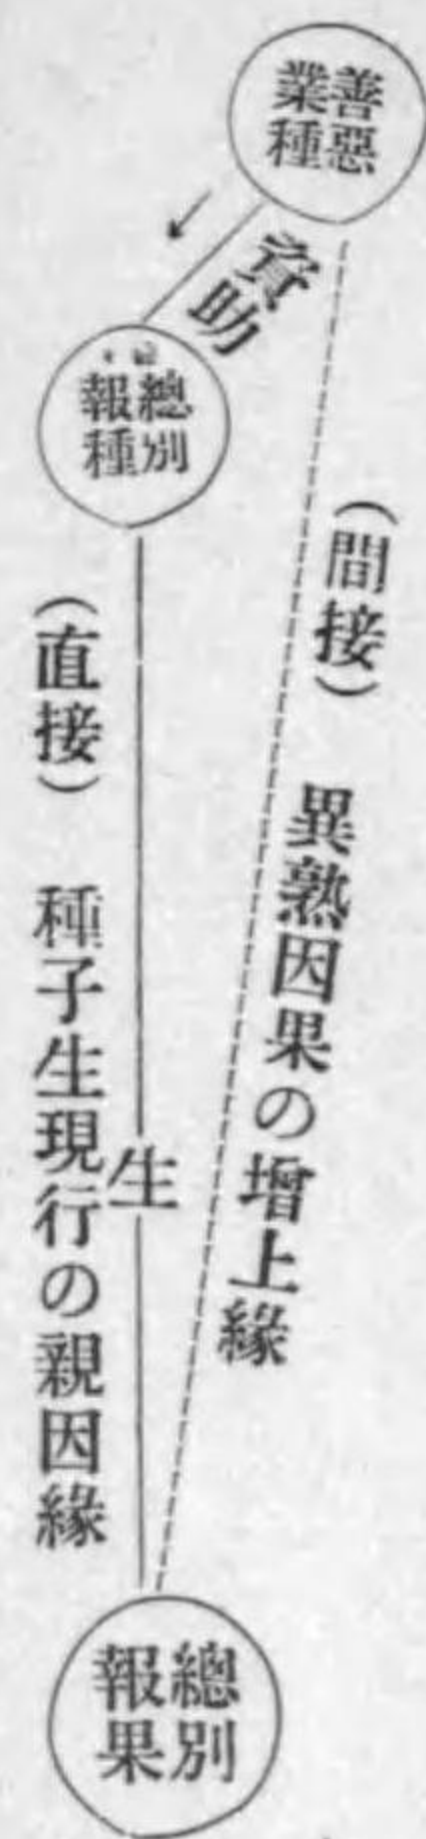 善惡
業種
資助
總別
報種
(間接) 異熟因果の增上緣
(直接) 種子生現行の親因緣
生
總別
報果